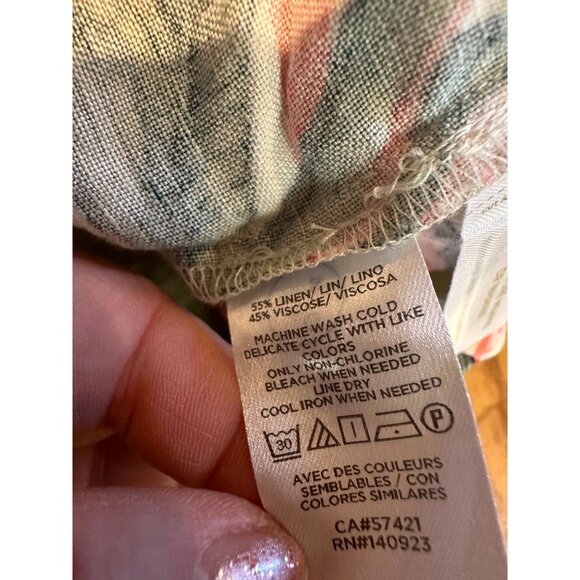 55% LINEN/ LIN/ LINO
45% VISCOSE/ VISCOSA
MACHINE WASH COLD
DELICATE CYCLE WITH LIKE
COLORS
ONLY NON-CHLORINE
BLEACH WHEN NEEDED
LINE DRY
COOL IRON WHEN NEEDED
30 P
AVEC DES COULEURS
SEMBLABLES / CON
COLORES SIMILARES
CA#57421
RN#140923